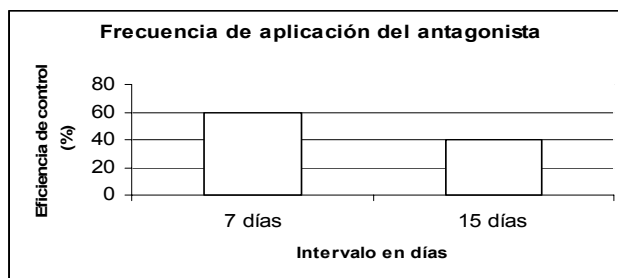 Frecuencia de aplicación del antagonista
Eficiencia de control
(%)
80
60
40
20
0
7 días
15 días
Intervalo en días